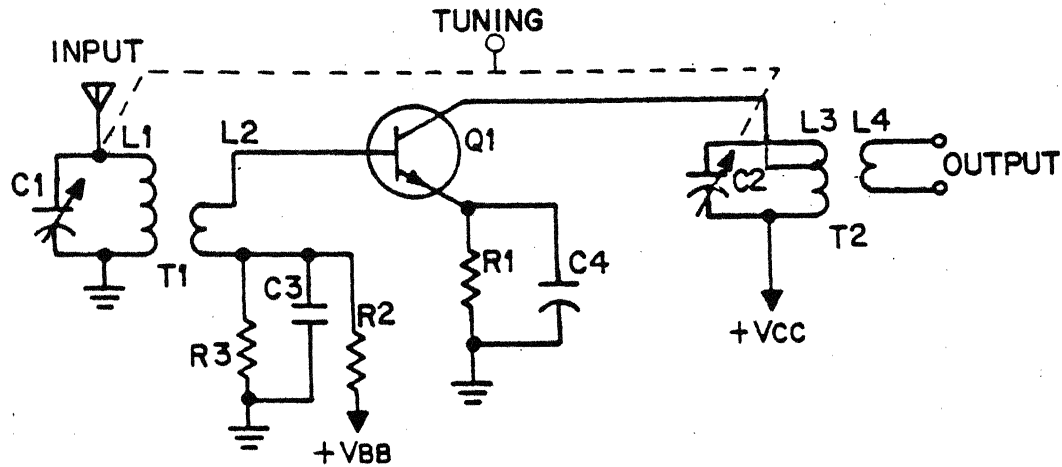 TUNING
INPUT
L1
L2
Q1
L3
L4
C1
C2
OUTPUT
T1
T2
C3
R1
C4
R2
R3
+VCC
+VBB